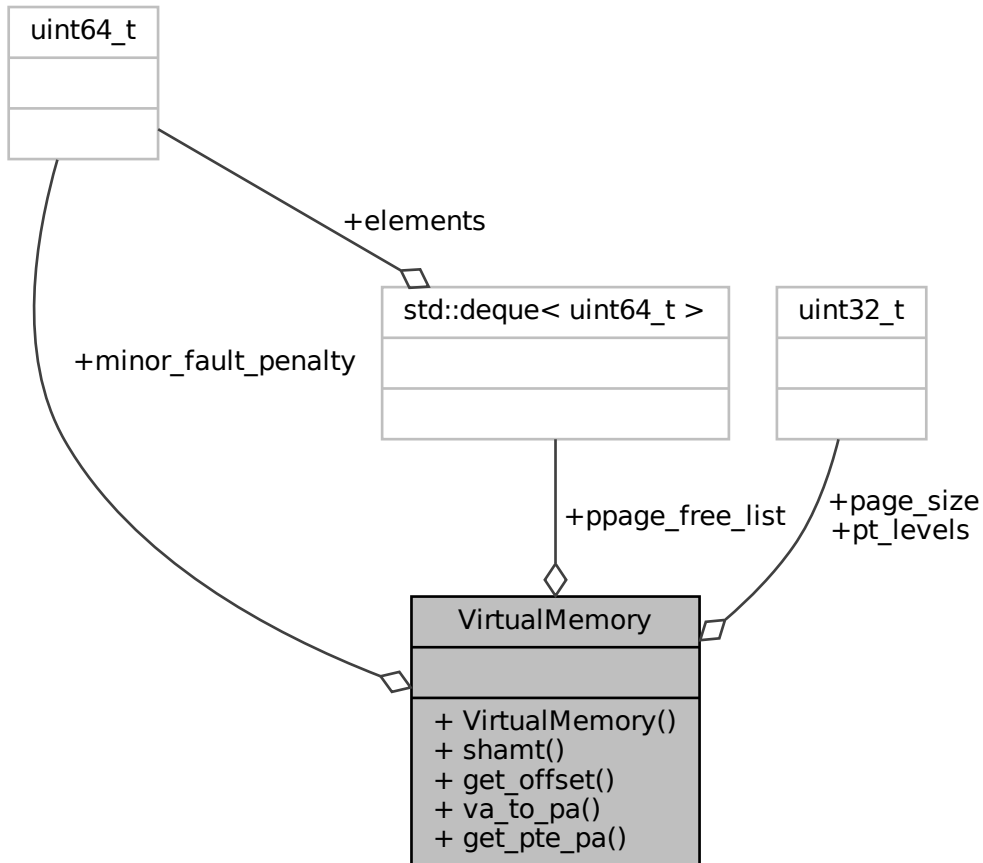 uint64_t
+elements
std::deque< uint64_t >
uint32_t
+minor_fault_penalty
+page_size
+ppage_free_list
+pt_levels
VirtualMemory
+ VirtualMemory()
+ shamt()
+ get_offset()
+ va_to_pa()
+ get_pte_pa()